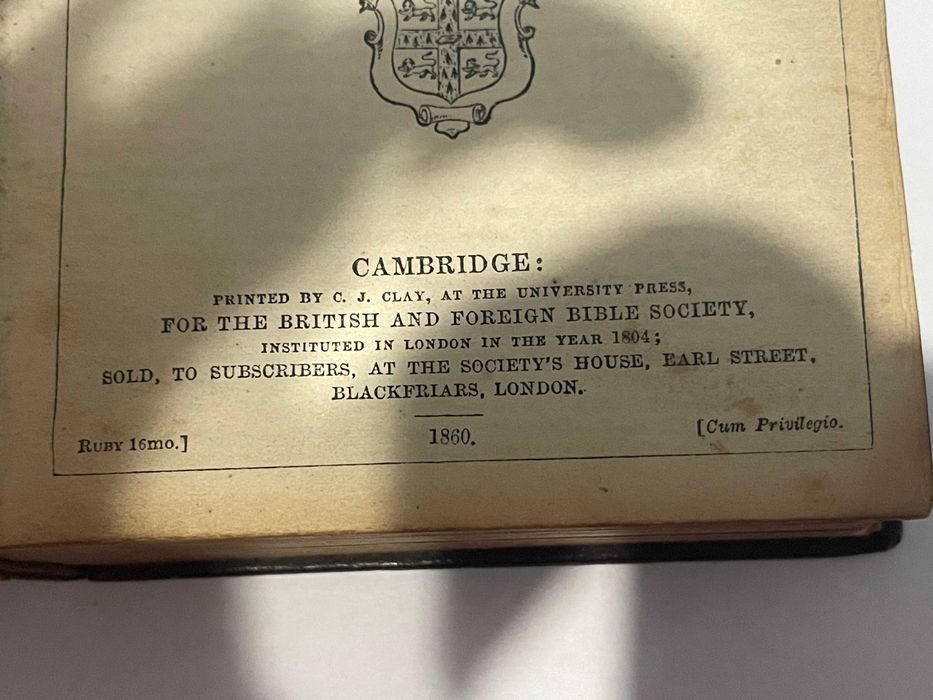 CAMBRIDGE:
PRINTED BY C. J. CLAY, AT THE UNIVERSITY PRESS,
FOR THE BRITISH AND FOREIGN BIBLE SOCIETY,
INSTITUTED IN LONDON IN THE YEAR 1804;
SOLD, TO SUBSCRIBERS, AT THE SOCIETY'S HOUSE, EARL STREET,
BLACKFRIARS, LONDON.
1860.
RUBY 16mo.] [Cum Privilegio.